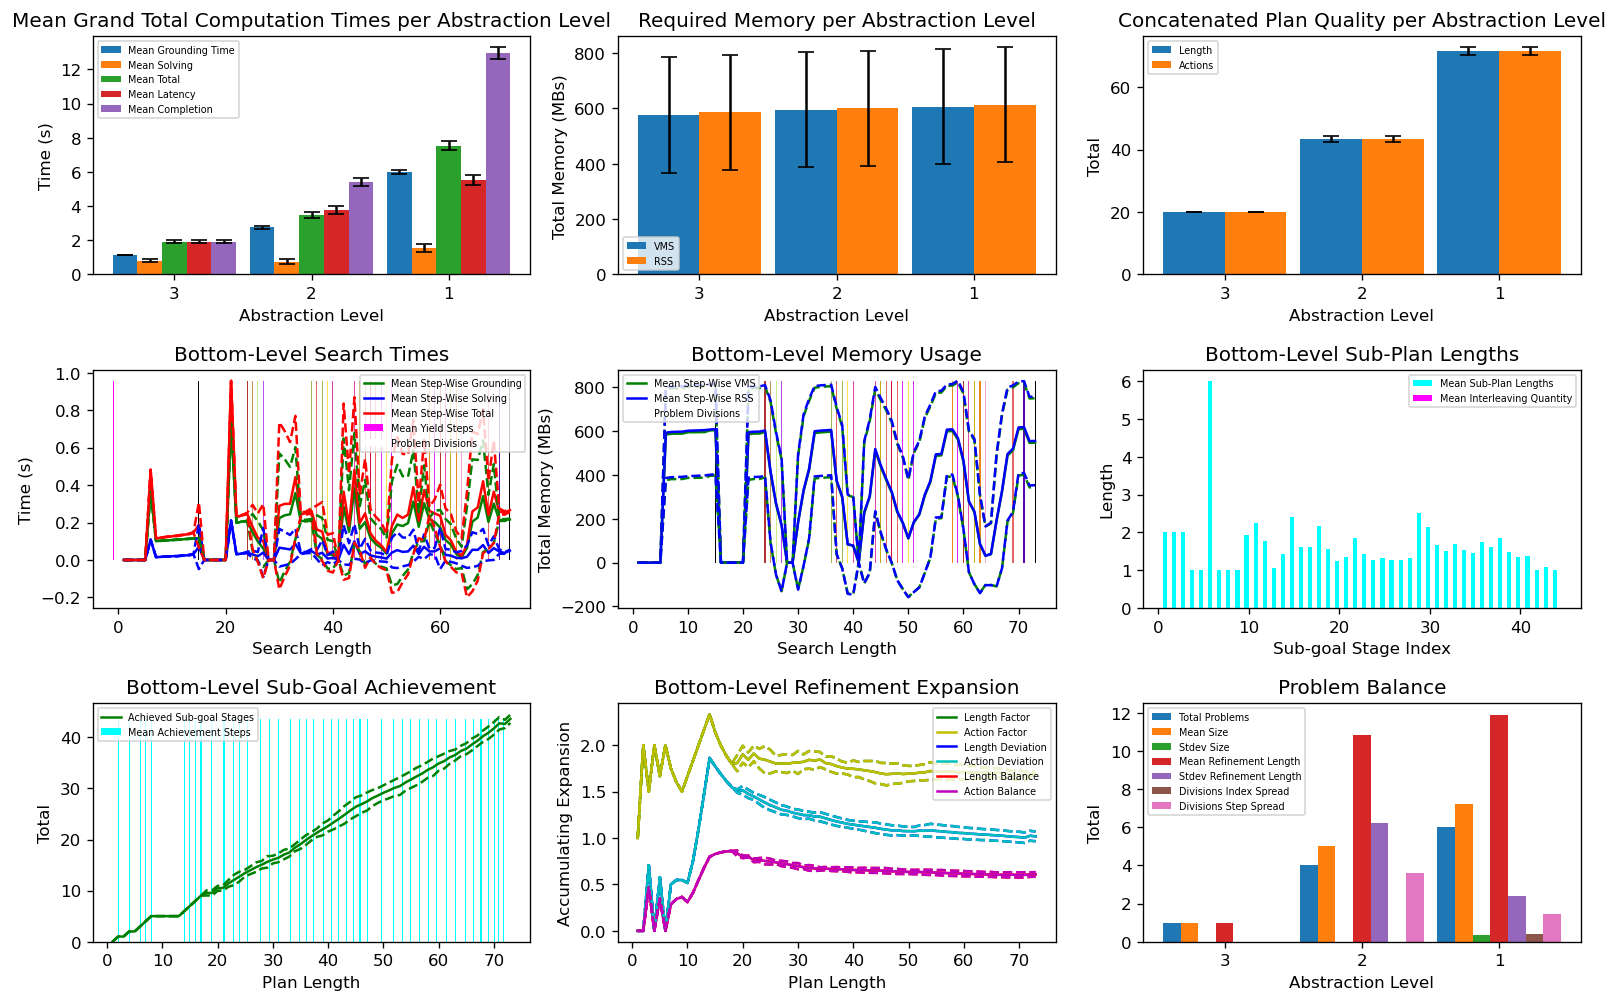 Mean Grand Total Computation Times per Abstraction Level
Mean Grounding Time
Mean Solving
Mean Total
Mean Latency
Mean Completion
12
10
8
6
4
2
0
Time (s)
3 2 1
Abstraction Level
Required Memory per Abstraction Level
800
600
400
200
0
Total Memory (MBs)
VMS
RSS
3 2 1
Abstraction Level
Concatenated Plan Quality per Abstraction Level
Length
Actions
60
40
20
0
Total
3 2 1
Abstraction Level
Bottom-Level Search Times
Mean Step-Wise Grounding
Mean Step-Wise Solving
Mean Step-Wise Total
Mean Yield Steps
Problem Divisions
1.0
0.8
0.6
0.4
0.2
0.0
−0.2
Time (s)
0 20 40 60
Search Length
Bottom-Level Memory Usage
Mean Step-Wise VMS
Mean Step-Wise RSS
Problem Divisions
800
600
400
200
0
−200
Total Memory (MBs)
0 10 20 30 40 50 60 70
Search Length
Bottom-Level Sub-Plan Lengths
Mean Sub-Plan Lengths
Mean Interleaving Quantity
6
5
4
3
2
1
0
Length
0 10 20 30 40
Sub-goal Stage Index
Bottom-Level Sub-Goal Achievement
Achieved Sub-goal Stages
Mean Achievement Steps
40
30
20
10
0
Total
0 10 20 30 40 50 60 70
Plan Length
Bottom-Level Refinement Expansion
Length Factor
Action Factor
Length Deviation
Action Deviation
Length Balance
Action Balance
2.0
1.5
1.0
0.5
0.0
Accumulating Expansion
0 10 20 30 40 50 60 70
Plan Length
Problem Balance
Total Problems
Mean Size
Stdev Size
Mean Refinement Length
Stdev Refinement Length
Divisions Index Spread
Divisions Step Spread
12
10
8
6
4
2
0
Total
3 2 1
Abstraction Level